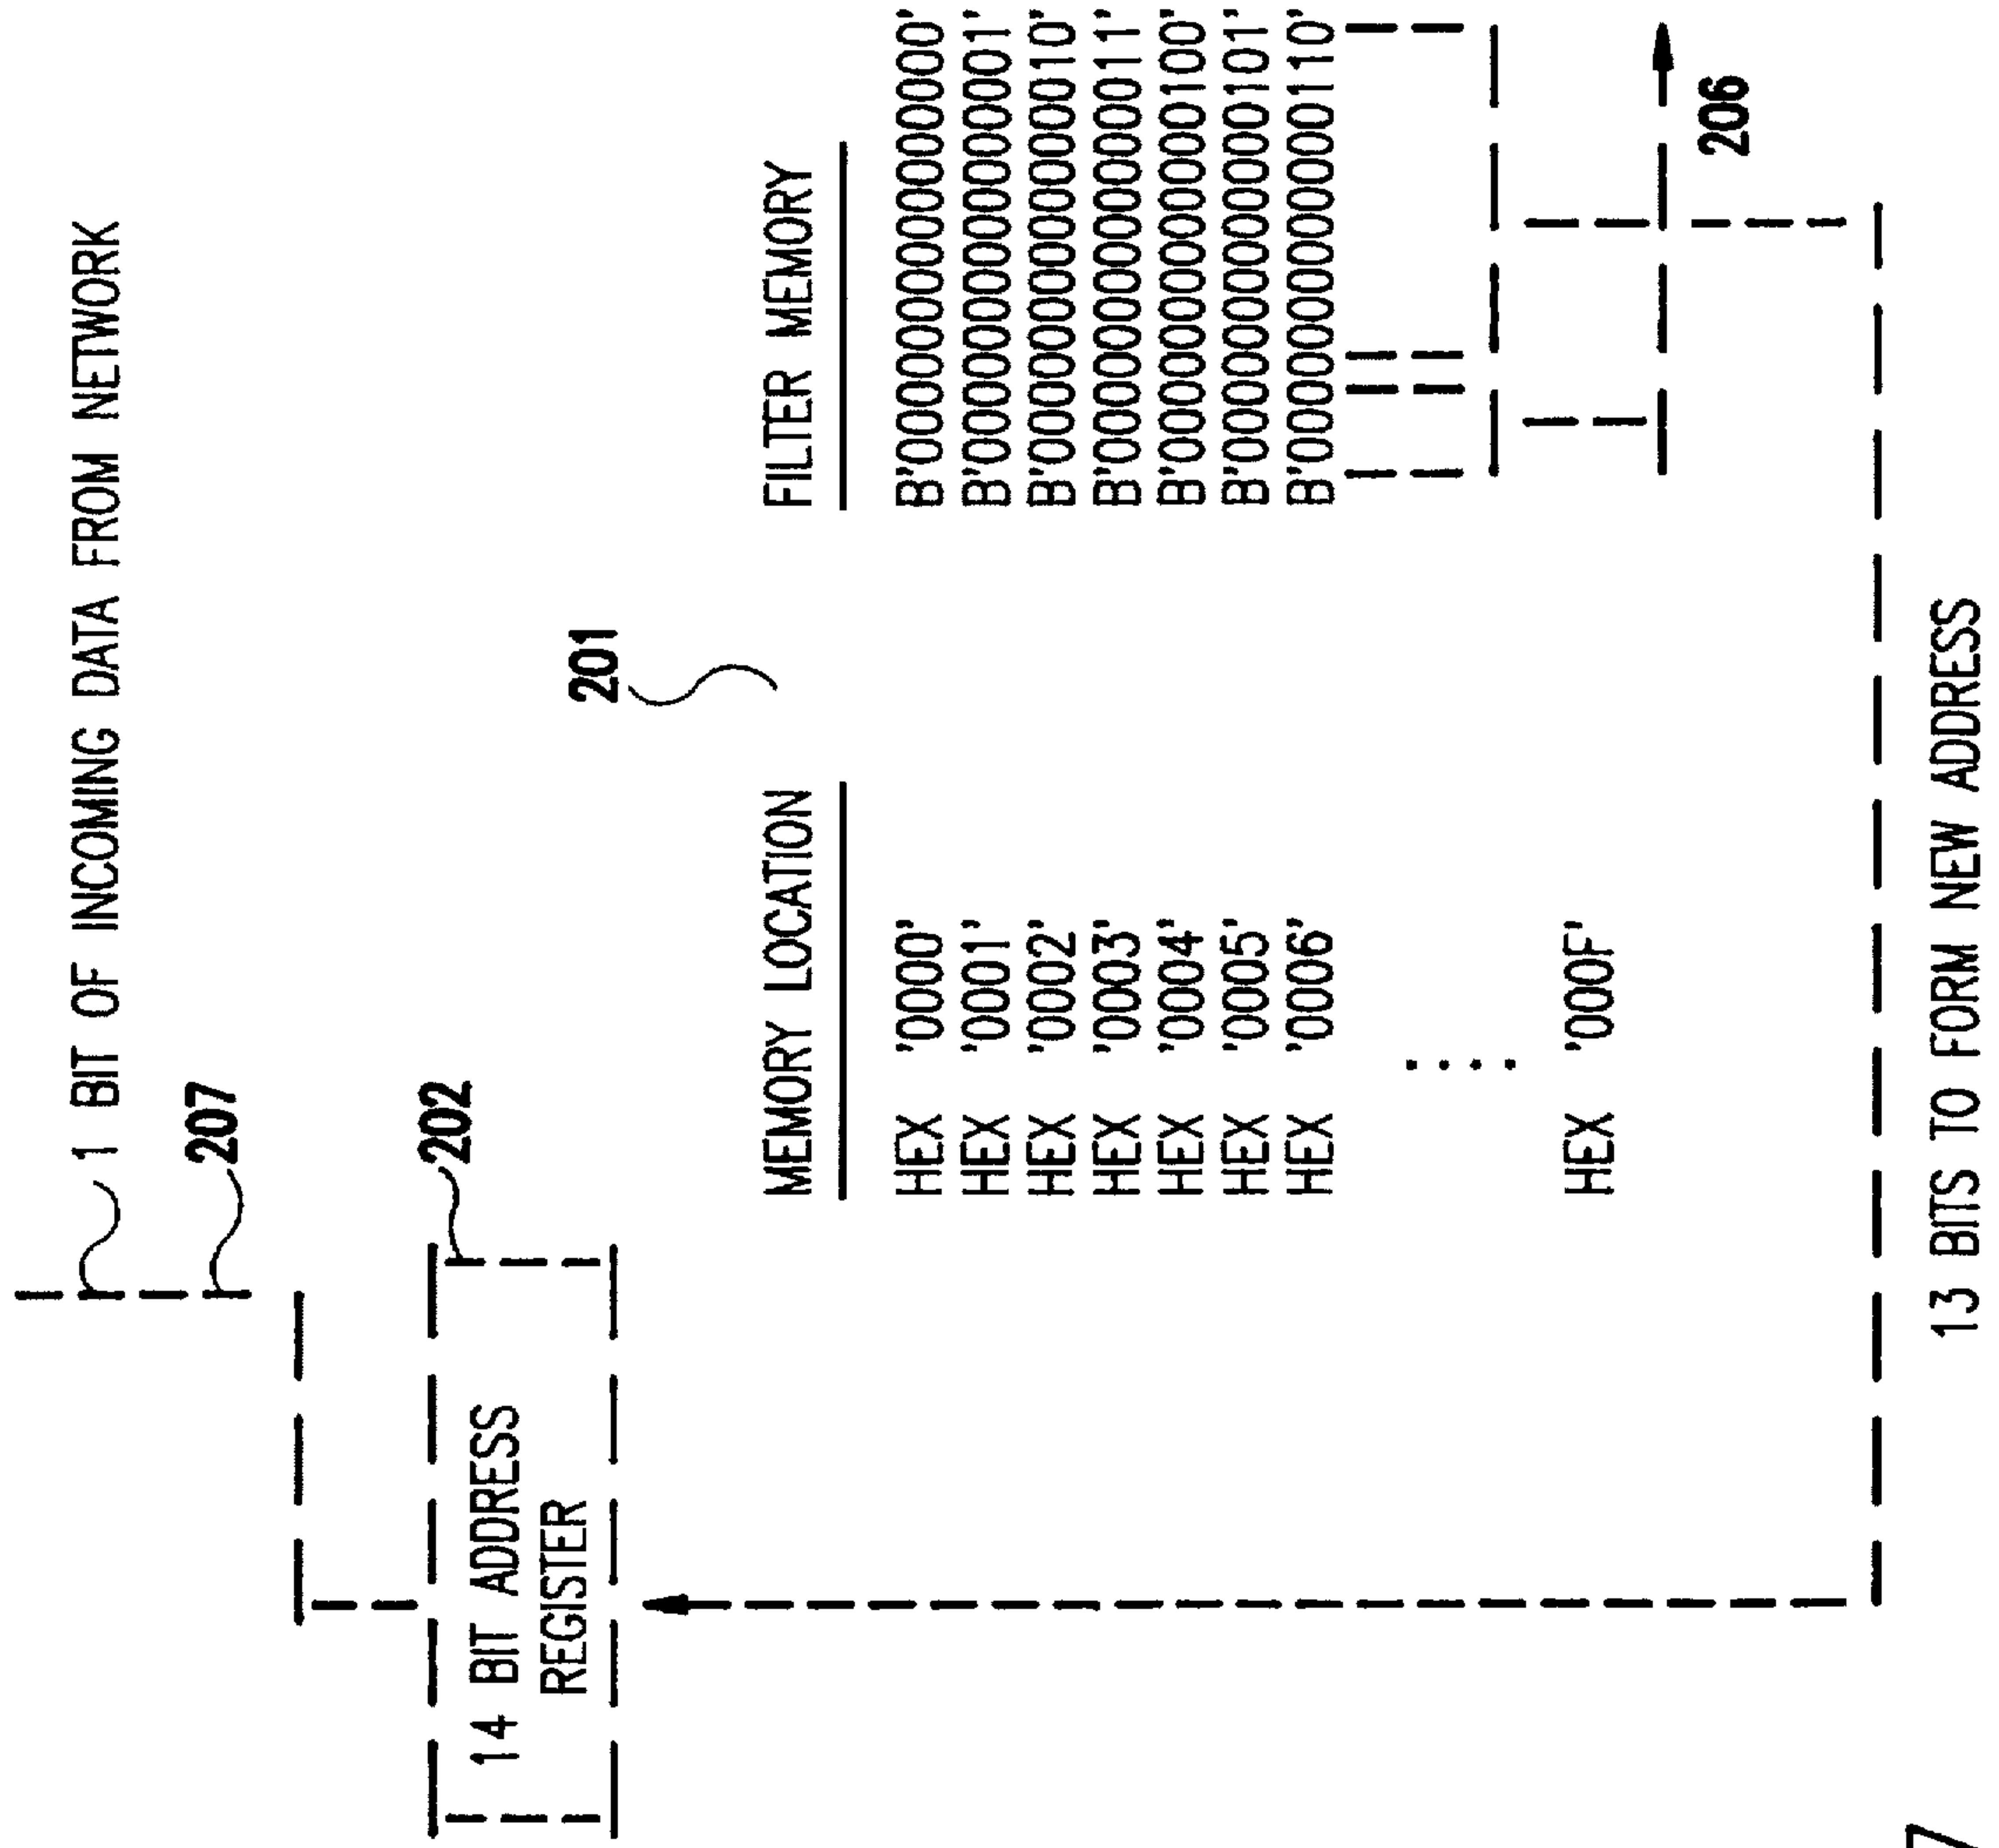 1 BIT OF INCOMING DATA FROM NETWORK
207
202
14 BIT ADDRESS
REGISTER
201
MEMORY LOCATION FILTER MEMORY
HEX '0000' B'0000000000000000'
HEX '0001' B'0000000000000001'
HEX '0002' B'0000000000000010'
HEX '0003' B'0000000000000011'
HEX '0004' B'0000000000000100'
HEX '0005' B'0000000000000101'
HEX '0006' B'0000000000000110'
....
HEX '000F'
206
13 BITS TO FORM NEW ADDRESS
7